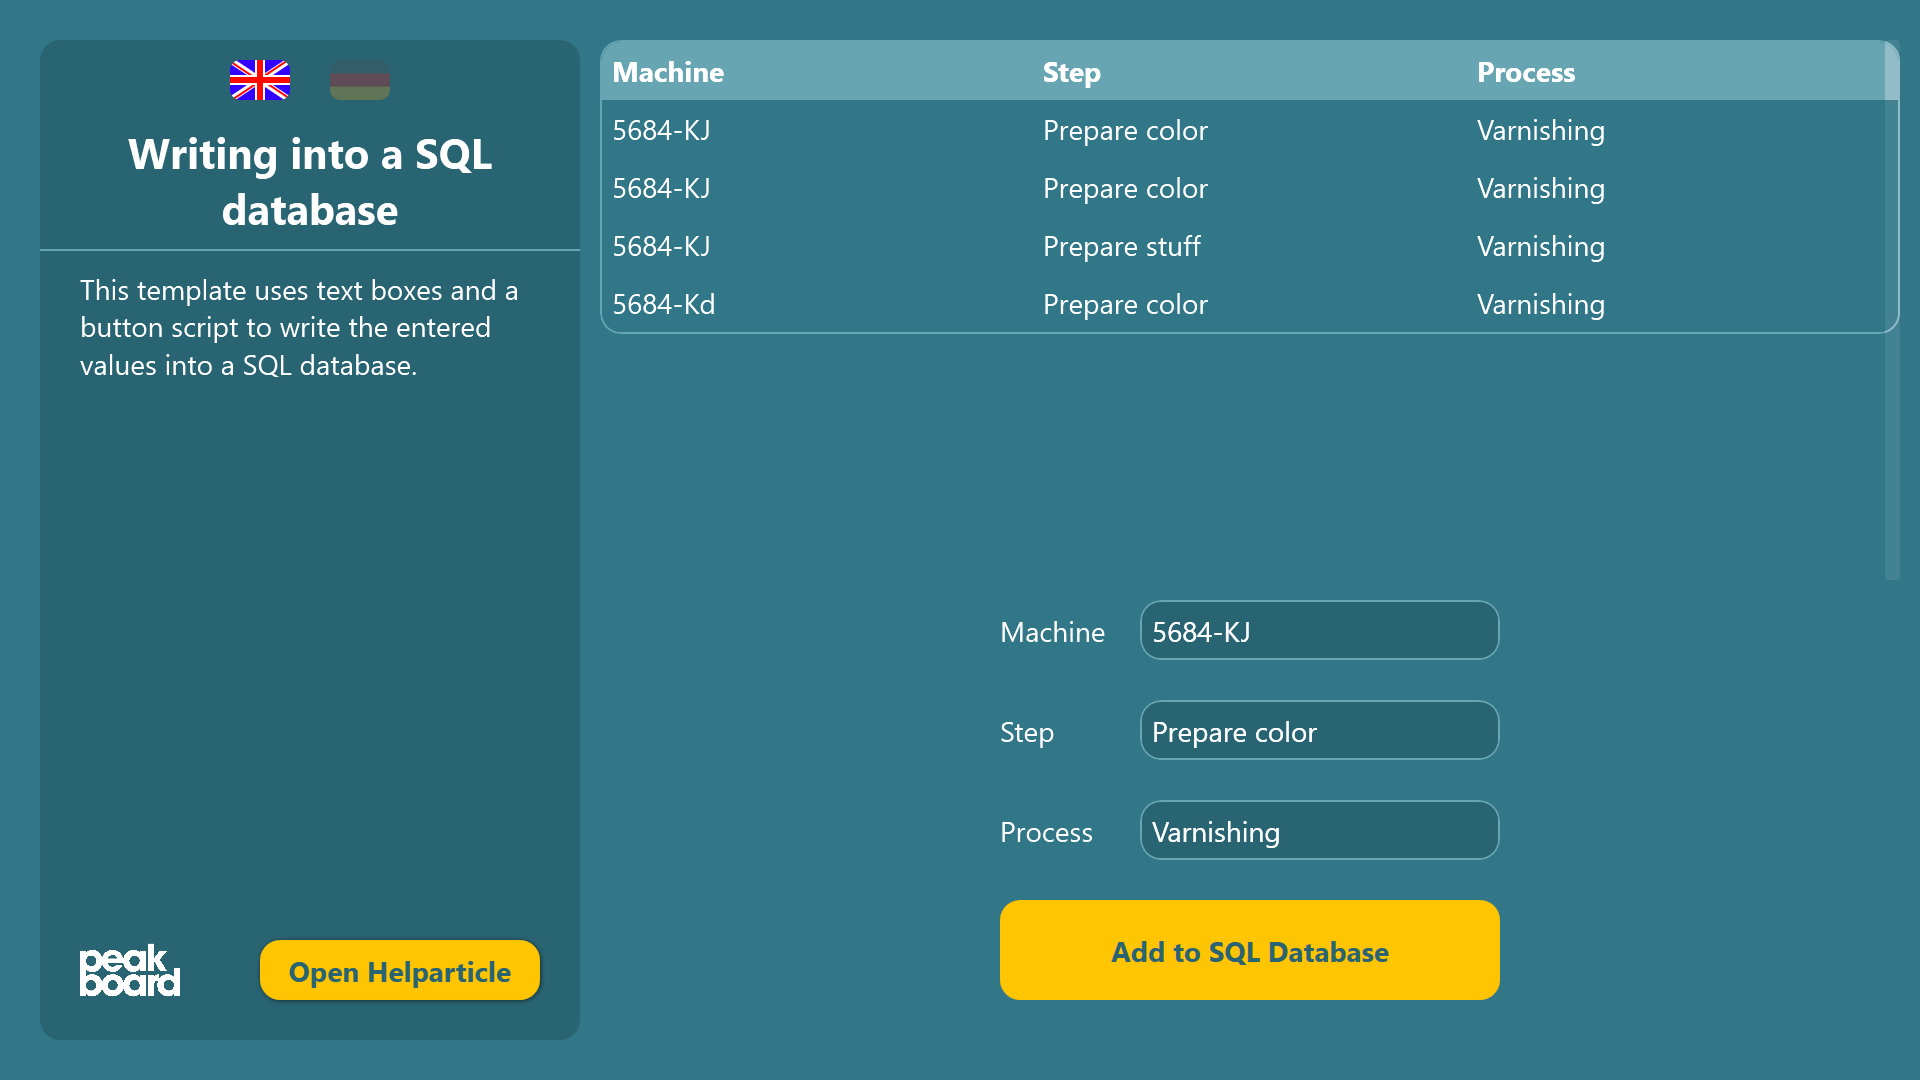 Writing into a SQL
database
This template uses text boxes and a
button script to write the entered
values into a SQL database.
peak
board
Open Helparticle
Machine Step Process
5684-KJ Prepare color Varnishing
5684-KJ Prepare color Varnishing
5684-KJ Prepare stuff Varnishing
5684-Kd Prepare color Varnishing
Machine 5684-KJ
Step Prepare color
Process Varnishing
Add to SQL Database